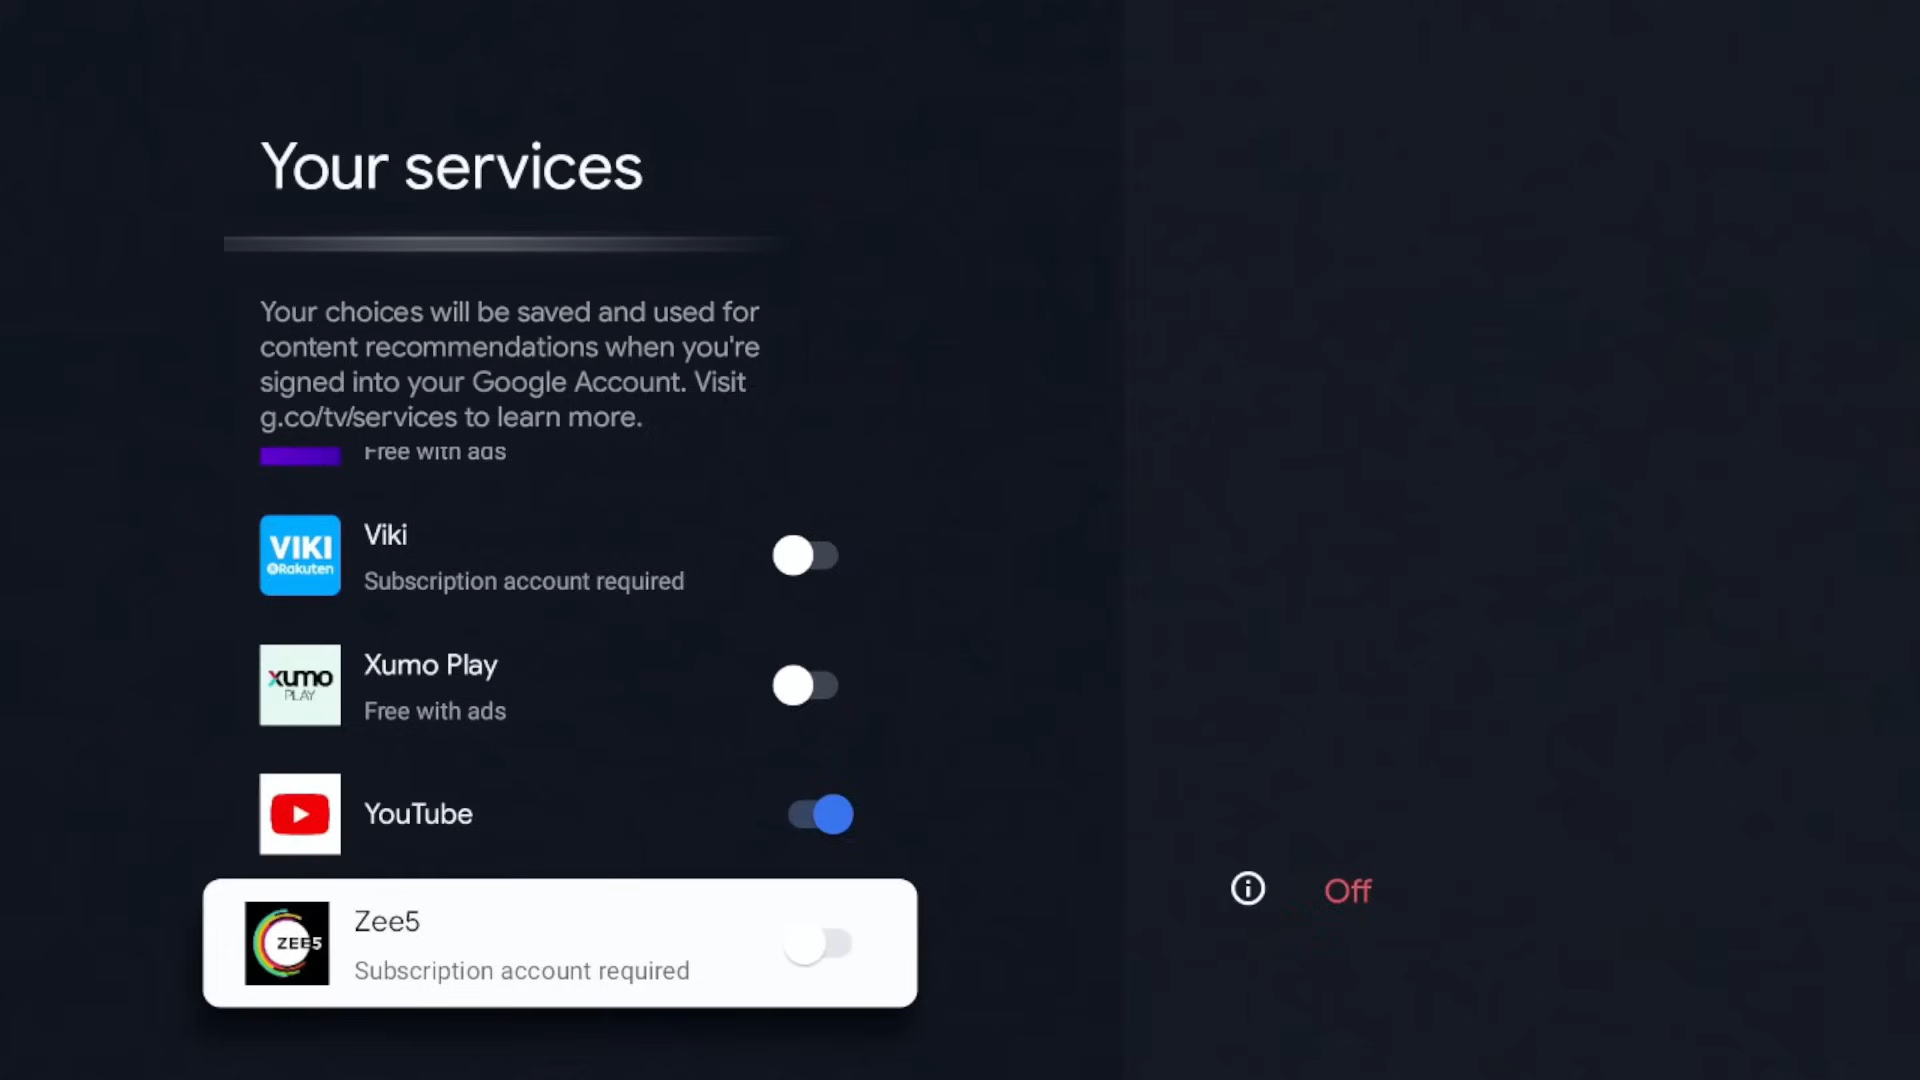 Your services
Your choices will be saved and used for
content recommendations when you're
signed into your Google Account. Visit
g.co/tv/services to learn more.
Free with ads
VIKI
Rakuten
Viki
Subscription account required
xumo
PLAY
Xumo Play
Free with ads
YouTube
ZEE5
Zee5
Subscription account required
Off